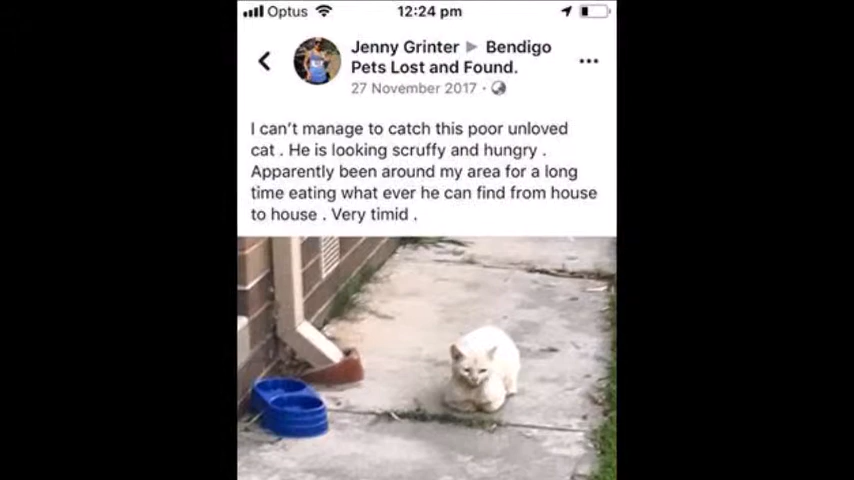 Optus 12:24 pm
Jenny Grinter ▶ Bendigo
Pets Lost and Found.
27 November 2017 ·
I can't manage to catch this poor unloved
cat . He is looking scruffy and hungry .
Apparently been around my area for a long
time eating what ever he can find from house
to house . Very timid .